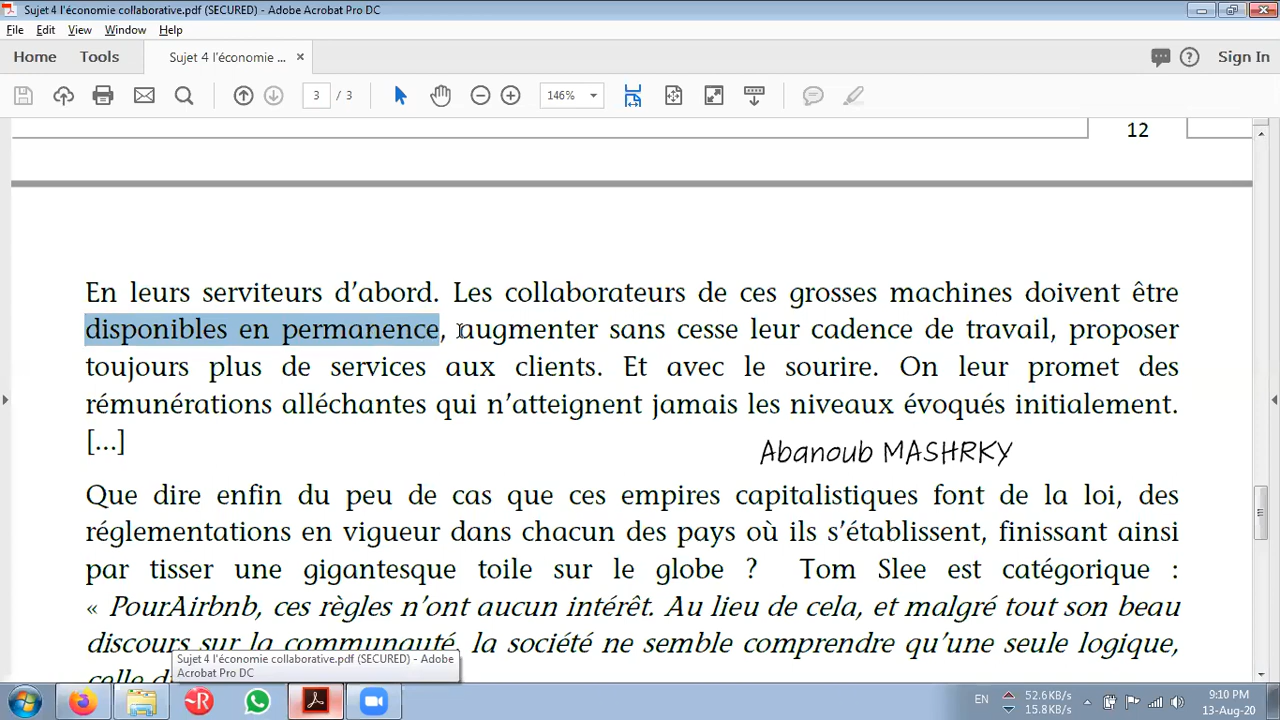 Sujet 4 l'économie collaborative.pdf (SECURED) - Adobe Acrobat Pro DC
File Edit View Window Help
Home Tools Sujet 4 l'économie ... × Sign In
3 / 3 146%
12
En leurs serviteurs d'abord. Les collaborateurs de ces grosses machines doivent être
disponibles en permanence, augmenter sans cesse leur cadence de travail, proposer
toujours plus de services aux clients. Et avec le sourire. On leur promet des
rémunérations alléchantes qui n'atteignent jamais les niveaux évoqués initialement.
[...]
Abanoub MASHRKY
Que dire enfin du peu de cas que ces empires capitalistiques font de la loi, des
réglementations en vigueur dans chacun des pays où ils s'établissent, finissant ainsi
par tisser une gigantesque toile sur le globe ? Tom Slee est catégorique :
« PourAirbnb, ces règles n'ont aucun intérêt. Au lieu de cela, et malgré tout son beau
discours sur la communauté, la société ne semble comprendre qu'une seule logique,
celle
Sujet 4 l'économie collaborative.pdf (SECURED) - Adobe
Acrobat Pro DC
EN 52.6KB/s 9:10 PM
15.8KB/s 13-Aug-20